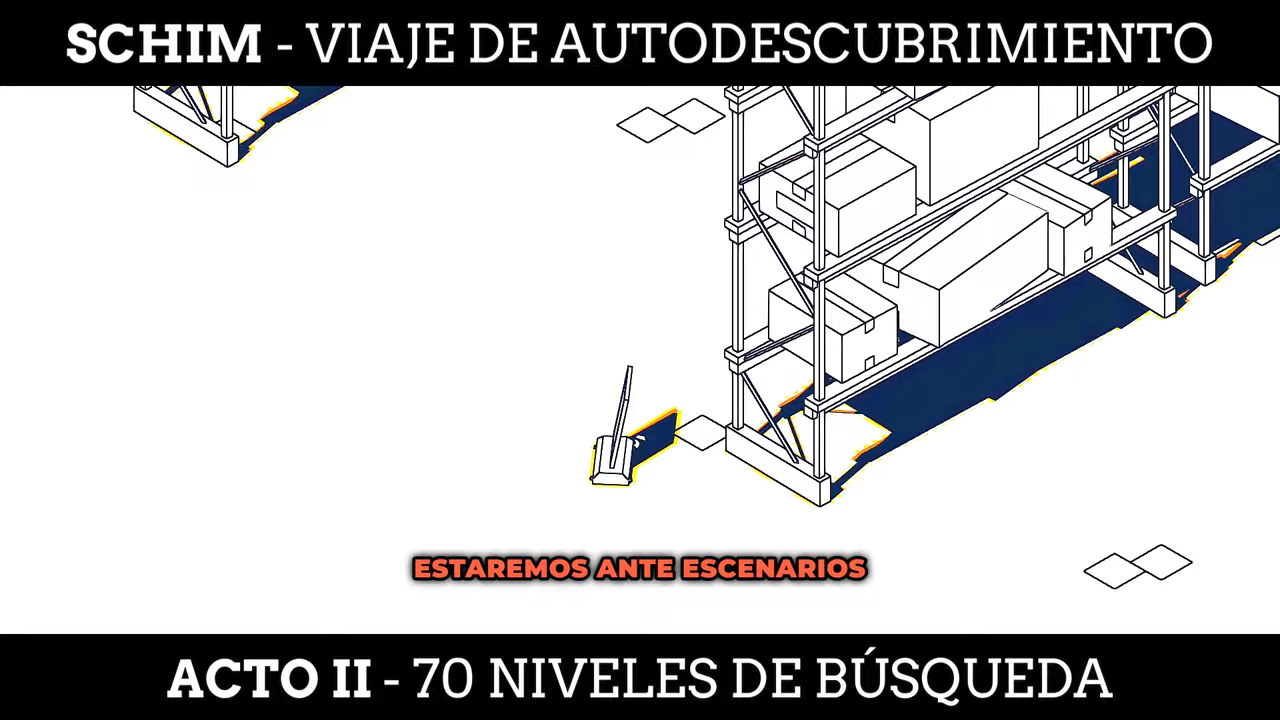 SCHIM - VIAJE DE AUTODESCUBRIMIENTO
ESTAREMOS ANTE ESCENARIOS
ACTO II - 70 NIVELES DE BÚSQUEDA